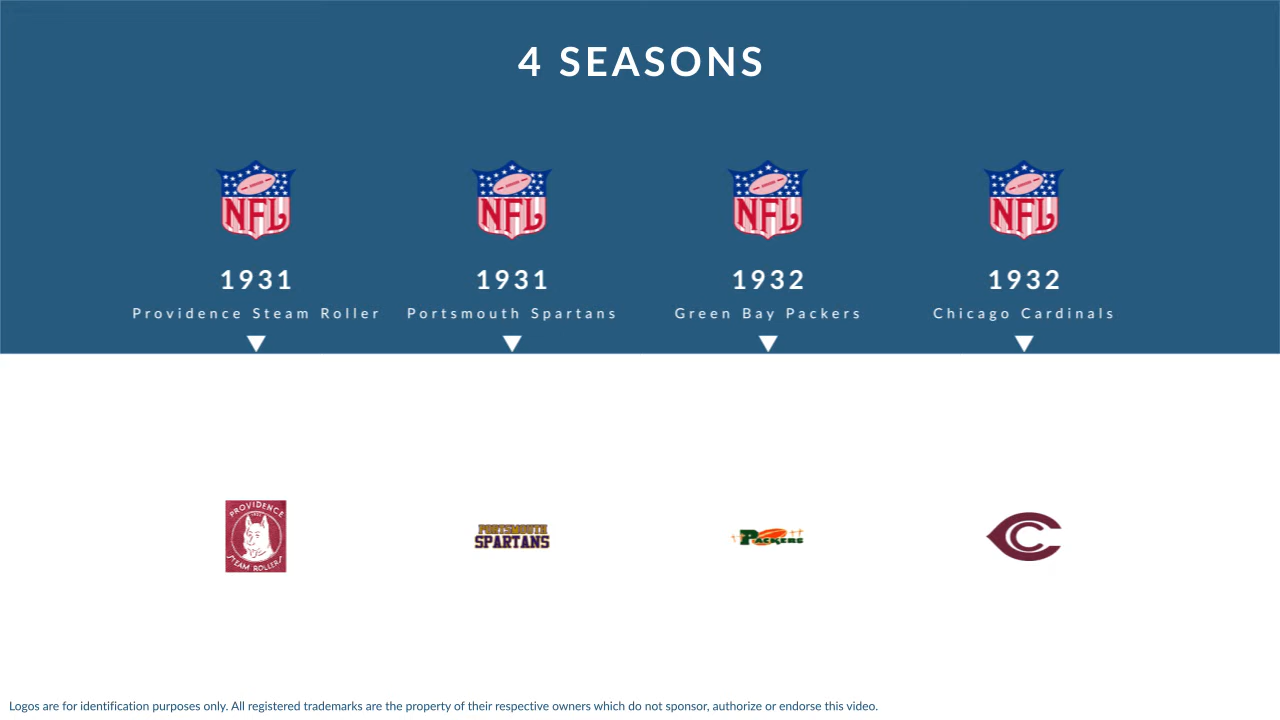 4 SEASONS
NFL NFL NFL NFL
1931 1931 1932 1932
Providence Steam Roller Portsmouth Spartans Green Bay Packers Chicago Cardinals
PROVIDENCE
STEAM ROLLERS
PORTSMOUTH
SPARTANS
PACKERS
C
Logos are for identification purposes only. All registered trademarks are the property of their respective owners which do not sponsor, authorize or endorse this video.